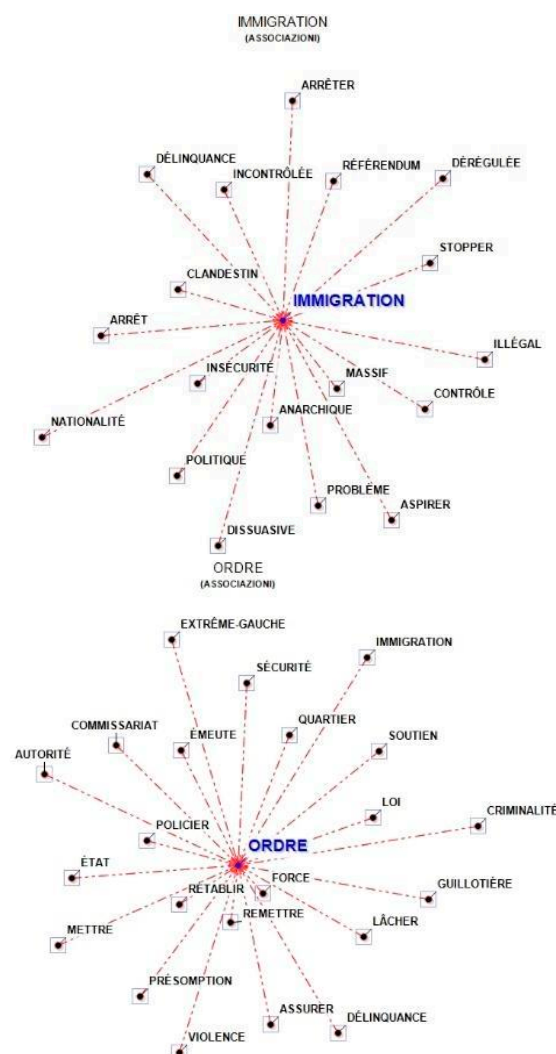 IMMIGRATION
(ASSOCIAZIONI)
ARRÊTER
DÉLINQUANCE
INCONTRÔLÉE
RÉFÉRENDUM
DÉRÉGULÉE
STOPPER
CLANDESTIN
IMMIGRATION
ARRÊT
ILLÉGAL
INSÉCURITÉ
MASSIF
CONTRÔLE
NATIONALITÉ
ANARCHIQUE
POLITIQUE
PROBLÈME
ASPIRER
DISSUASIVE
ORDRE
(ASSOCIAZIONI)
EXTRÊME-GAUCHE
IMMIGRATION
SÉCURITÉ
COMMISSARIAT
ÉMEUTE
QUARTIER
SOUTIEN
AUTORITÉ
LOI
CRIMINALITÉ
POLICIER
ORDRE
ÉTAT
RÉTABLIR
FORCE
GUILLOTIÈRE
METTRE
REMETTRE
LÂCHER
PRÉSOMPTION
ASSURER
DÉLINQUANCE
VIOLENCE